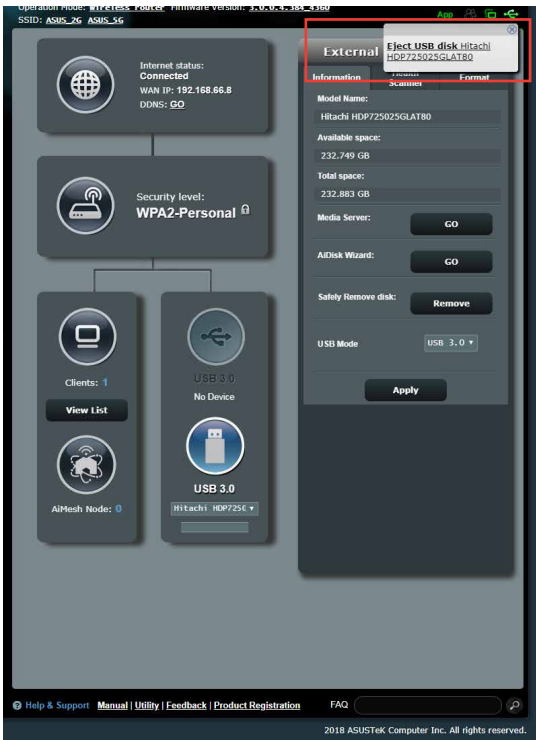 Operation Mode: Wireless router Firmware Version: 3.0.0.4.384_4360
SSID: ASUS_2G ASUS_5G
App
Eject USB disk Hitachi
HDP725025GLAT80
External
Information
Health
Scanner
Format
Internet status:
Connected
WAN IP: 192.168.66.8
DDNS: GO
Model Name:
Hitachi HDP725025GLAT80
Available space:
232.749 GB
Total space:
232.883 GB
Security level:
WPA2-Personal
Media Server:
GO
AiDisk Wizard:
GO
Safely Remove disk:
Remove
USB Mode
USB 3.0
Apply
Clients: 1
View List
AiMesh Node: 0
USB 3.0
No Device
USB 3.0
Hitachi HDP725
Help & Support Manual | Utility | Feedback | Product Registration
FAQ
2018 ASUSTeK Computer Inc. All rights reserved.